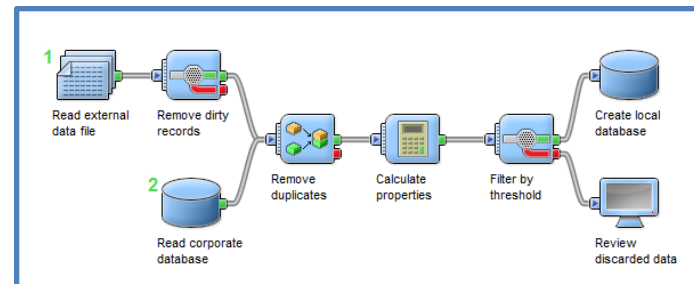 1
Read external
data file
Remove dirty
records
2
Read corporate
database
Remove
duplicates
Calculate
properties
Filter by
threshold
Create local
database
Review
discarded data